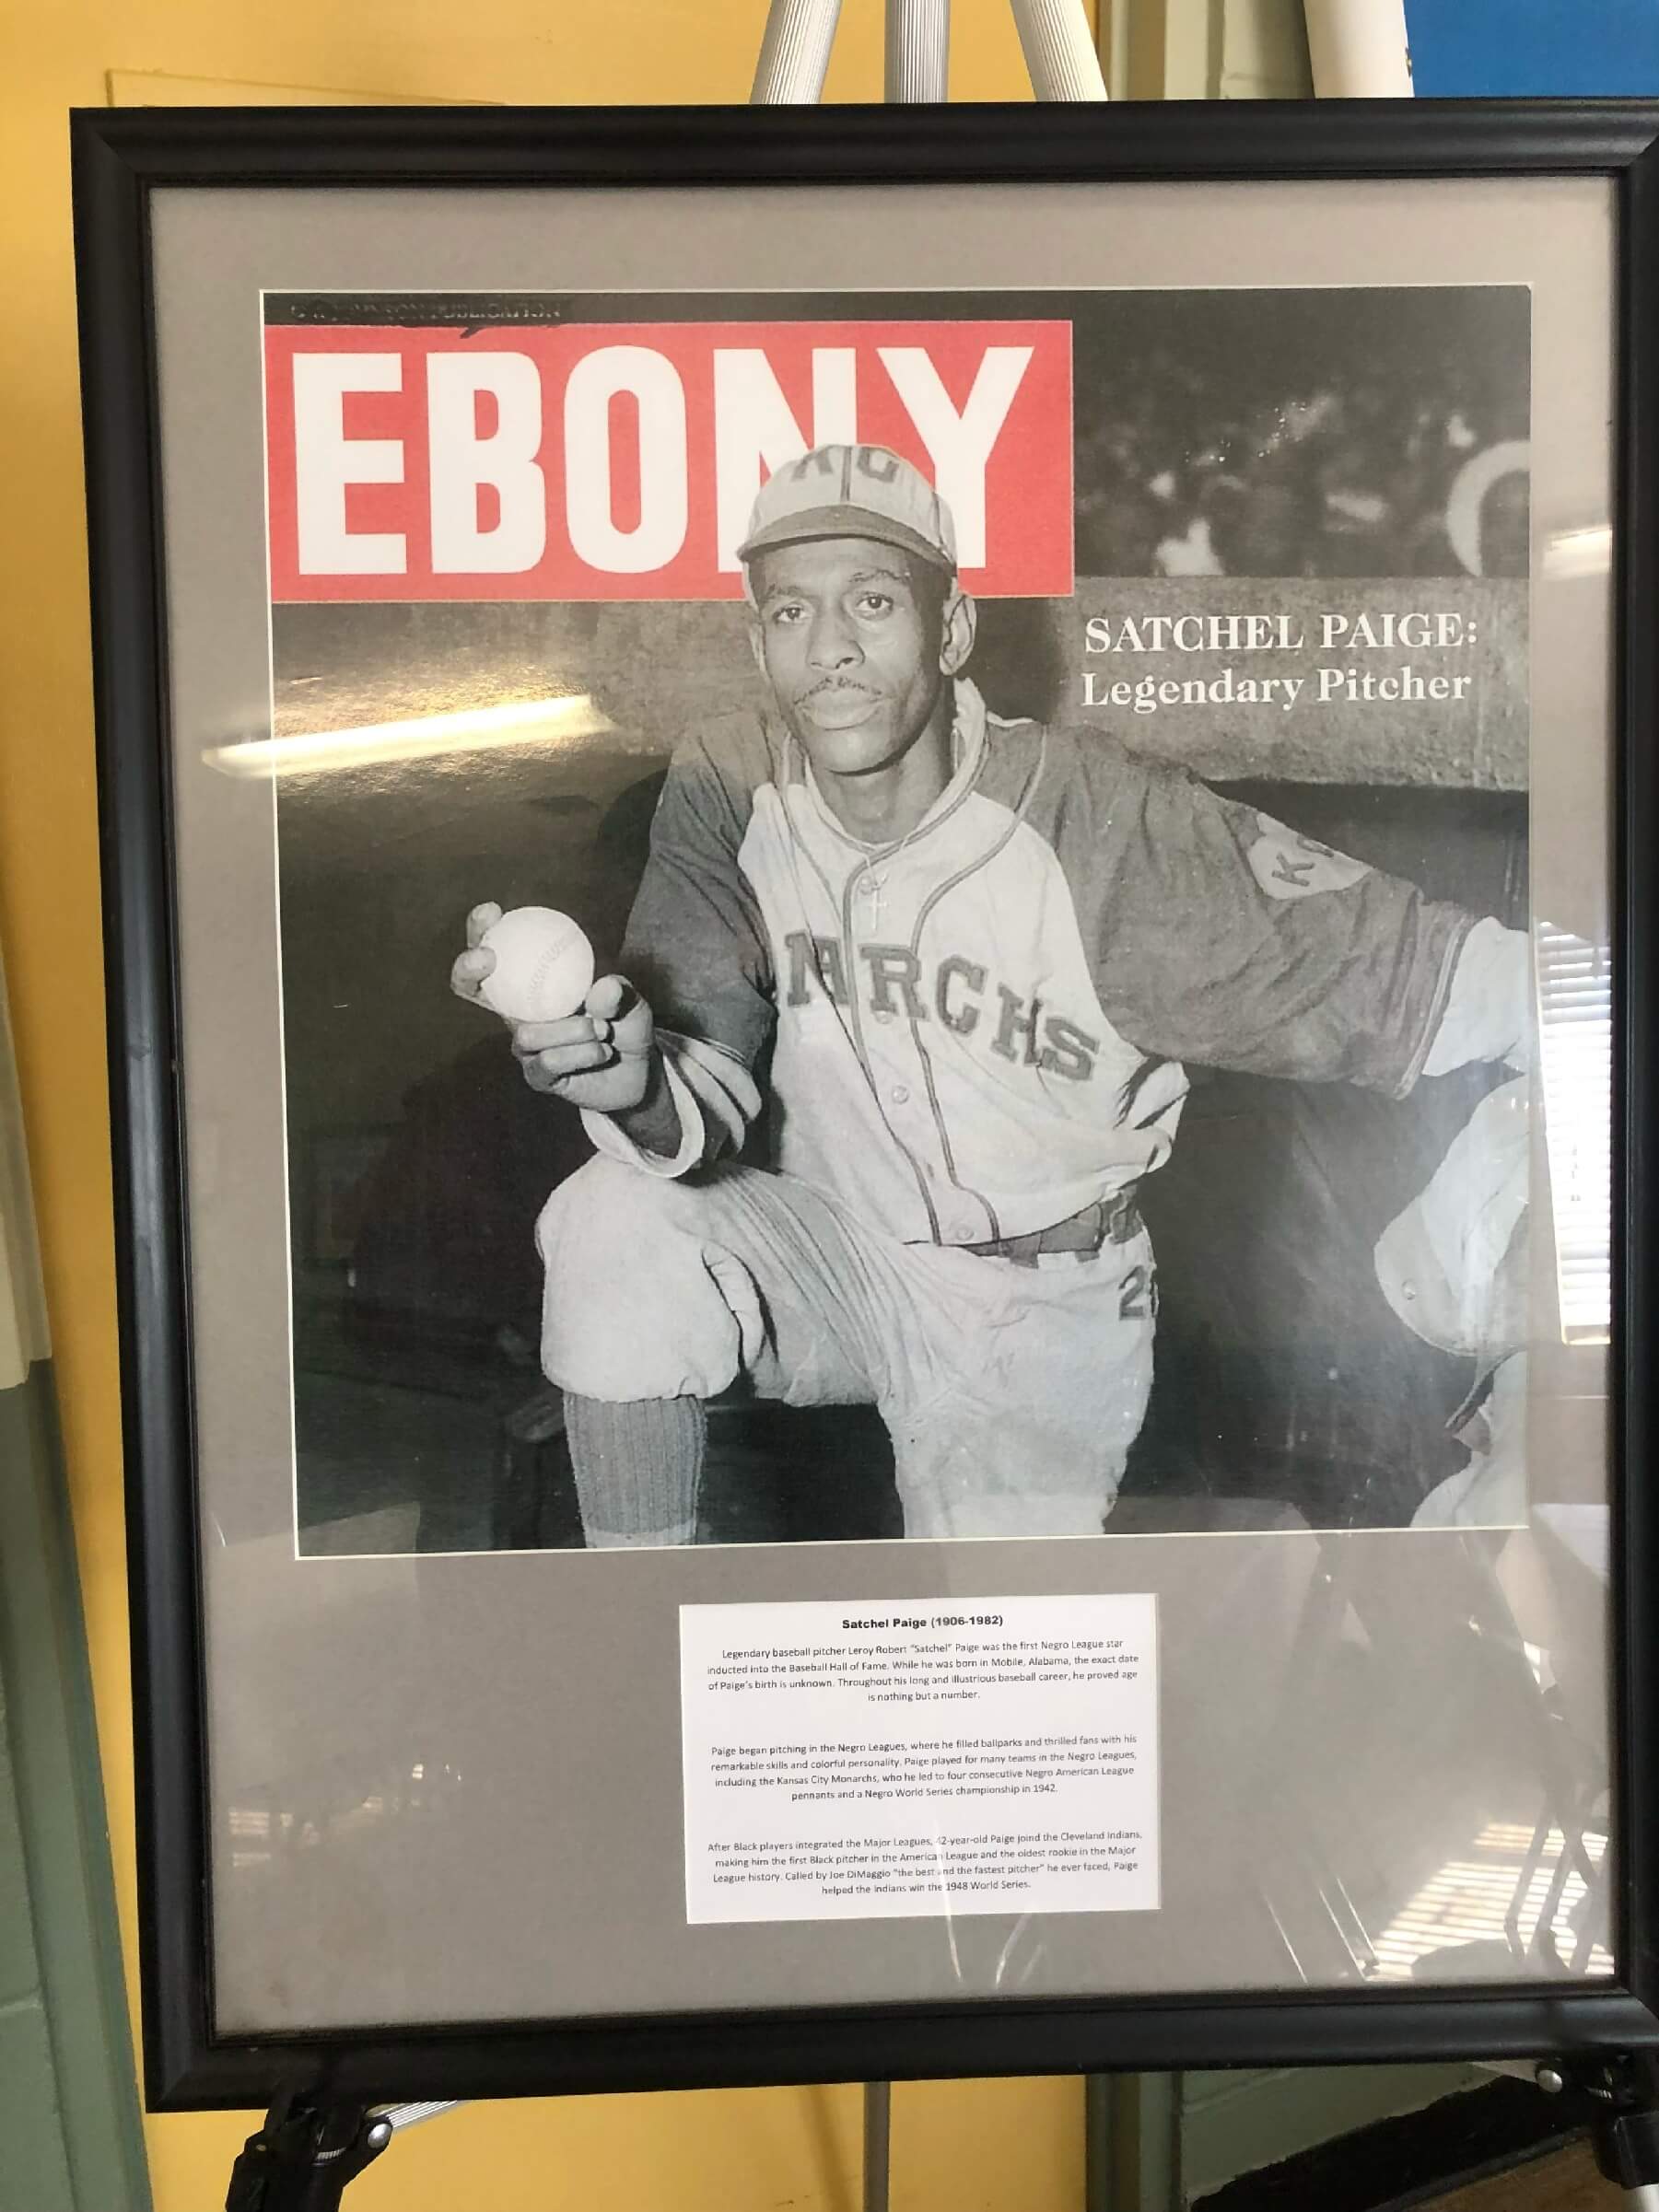 EBONY
KC
SATCHEL PAIGE:
Legendary Pitcher
K
NARCHS
2
Satchel Paige (1906-1982)
Legendary baseball pitcher Leroy Robert "Satchel" Paige was the first Negro League star
inducted into the Baseball Hall of Fame. While he was born in Mobile, Alabama, the exact date
of Paige's birth is unknown. Throughout his long and illustrious baseball career, he proved age
is nothing but a number.
Paige began pitching in the Negro Leagues, where he filled ballparks and thrilled fans with his
remarkable skills and colorful personality. Paige played for many teams in the Negro Leagues,
including the Kansas City Monarchs, who he led to four consecutive Negro American League
pennants and a Negro World Series championship in 1942.
After Black players integrated the Major Leagues, 42-year-old Paige joind the Cleveland Indians,
making him the first Black pitcher in the American League and the oldest rookie in the Major
League history. Called by Joe DiMaggio "the best and the fastest pitcher" he ever faced, Paige
helped the Indians win the 1948 World Series.